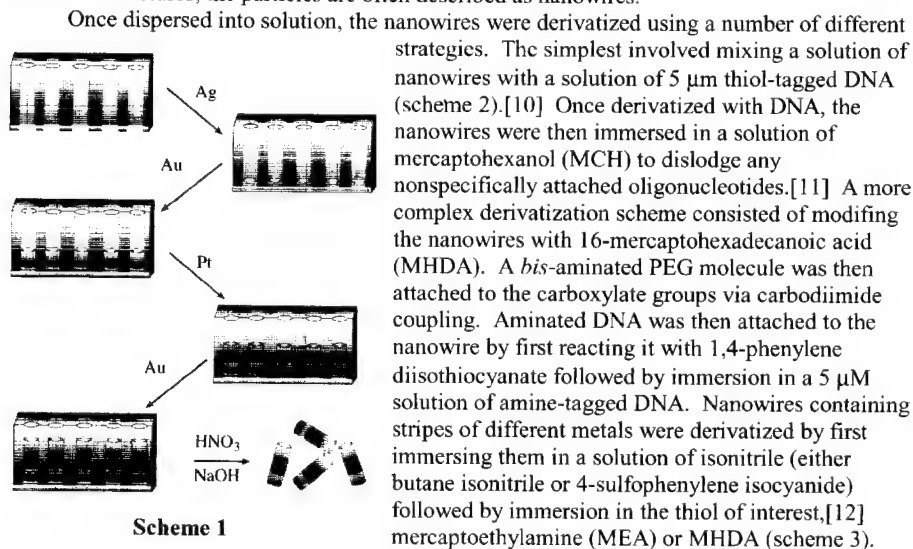 the particles are often described as nanowires.
Once dispersed into solution, the nanowires were derivatized using a number of different
strategies. The simplest involved mixing a solution of
nanowires with a solution of 5 μm thiol-tagged DNA
(scheme 2).[10] Once derivatized with DNA, the
nanowires were then immersed in a solution of
mercaptohexanol (MCH) to dislodge any
nonspecifically attached oligonucleotides.[11] A more
complex derivatization scheme consisted of modifing
the nanowires with 16-mercaptohexadecanoic acid
(MHDA). A bis-aminated PEG molecule was then
attached to the carboxylate groups via carbodiimide
coupling. Aminated DNA was then attached to the
nanowire by first reacting it with 1,4-phenylene
diisothiocyanate followed by immersion in a 5 μM
solution of amine-tagged DNA. Nanowires containing
stripes of different metals were derivatized by first
immersing them in a solution of isonitrile (either
butane isonitrile or 4-sulfophenylene isocyanide)
followed by immersion in the thiol of interest,[12]
mercaptoethylamine (MEA) or MHDA (scheme 3).
Ag
Au
Pt
Au
HNO₃
NaOH
Scheme 1